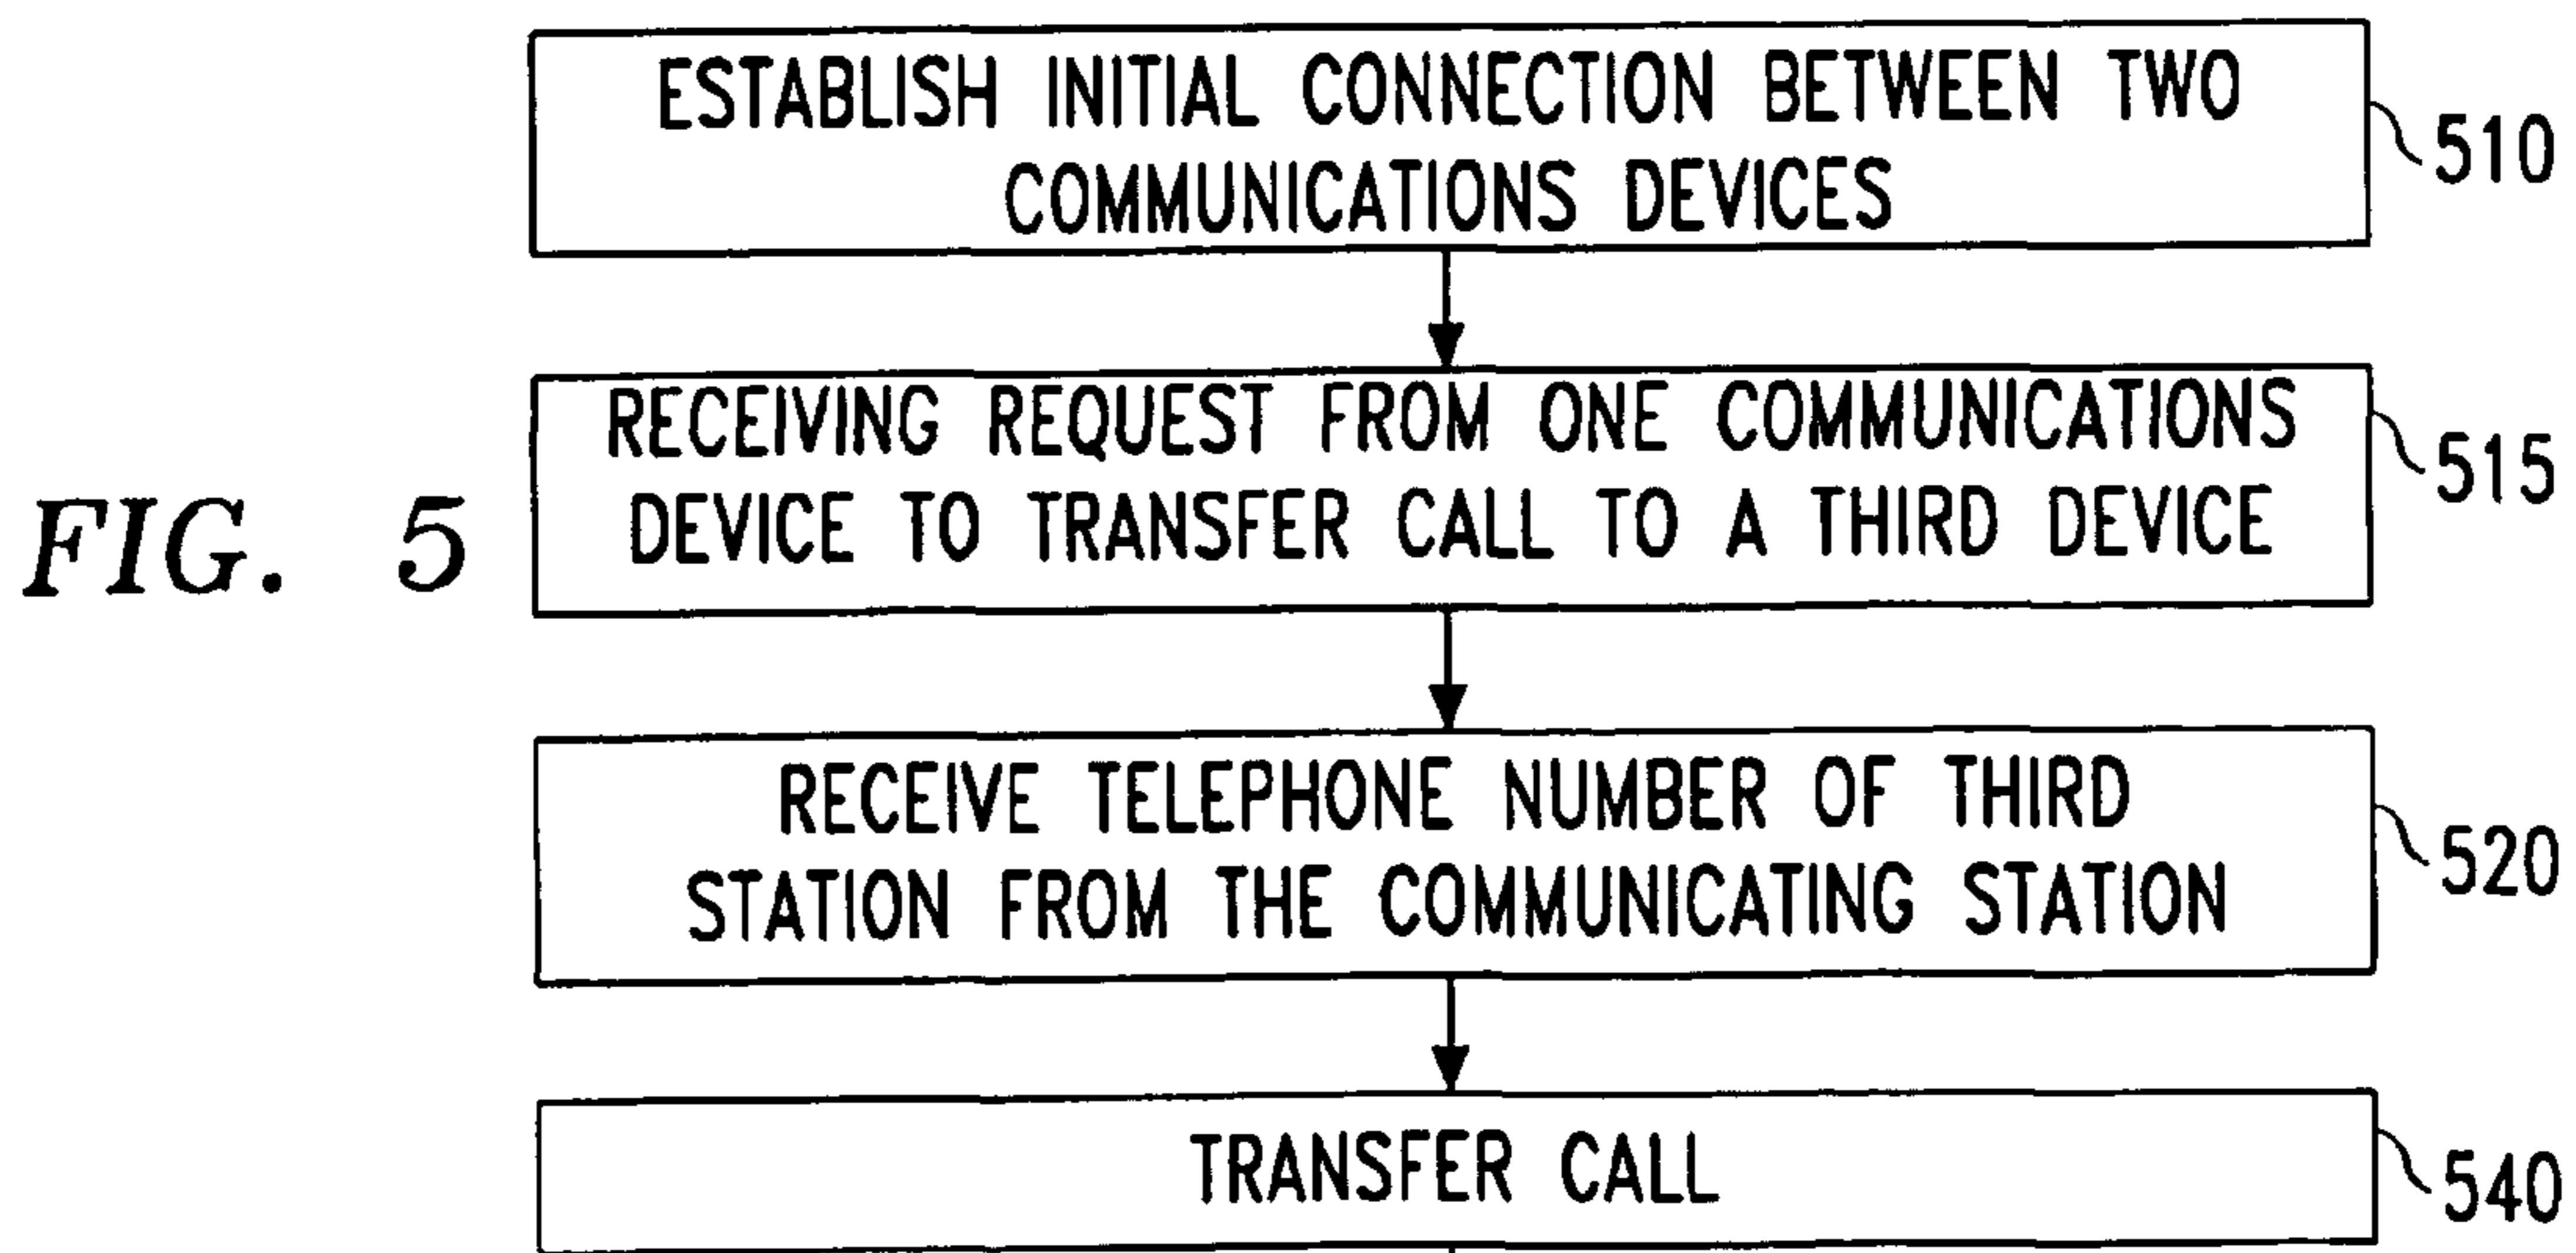 ESTABLISH INITIAL CONNECTION BETWEEN TWO
COMMUNICATIONS DEVICES
510
RECEIVING REQUEST FROM ONE COMMUNICATIONS
DEVICE TO TRANSFER CALL TO A THIRD DEVICE
515
FIG. 5
RECEIVE TELEPHONE NUMBER OF THIRD
STATION FROM THE COMMUNICATING STATION
520
TRANSFER CALL
540